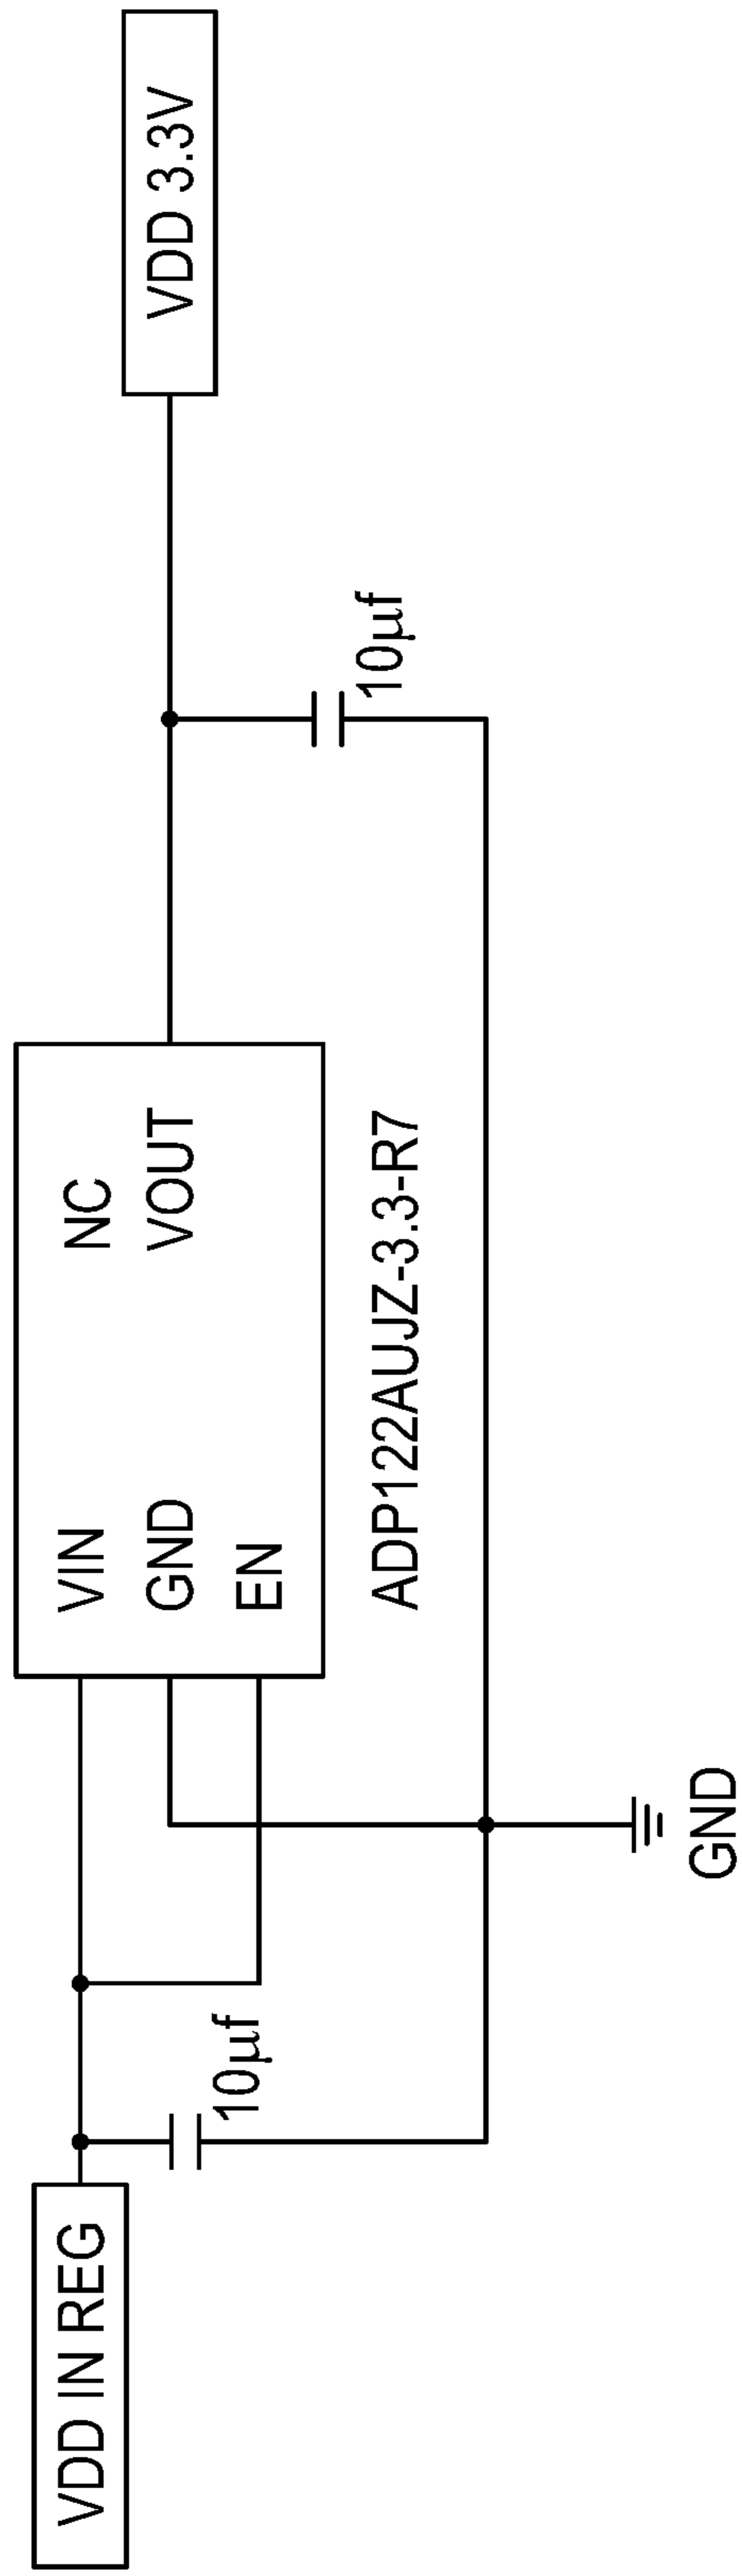 VDD IN REG
10µf
VIN
GND
EN
NC
VOUT
ADP122AUJZ-3.3-R7
GND
10µf
VDD 3.3V